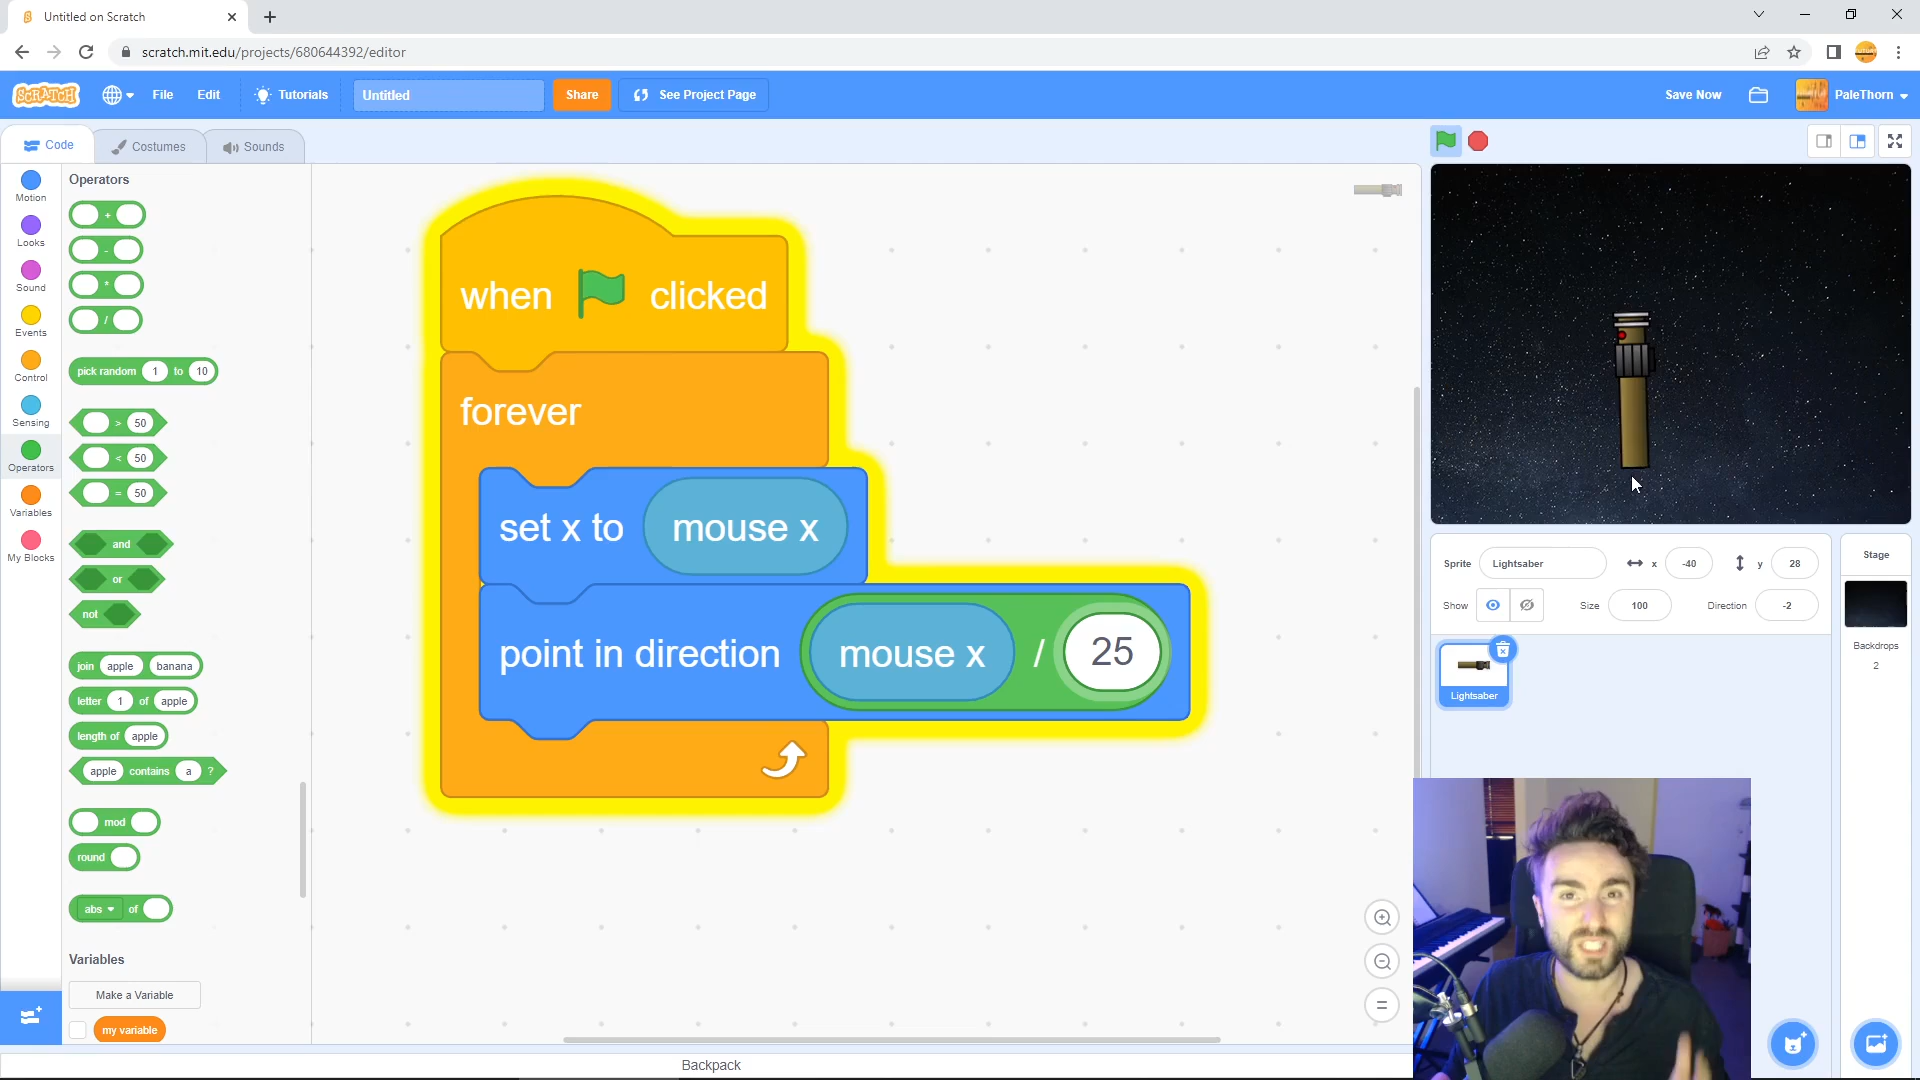 Untitled on Scratch
scratch.mit.edu/projects/680644392/editor
SCRATCH
File
Edit
Tutorials
Untitled
Share
See Project Page
Save Now
PaleThorn
Code
Costumes
Sounds
Motion
Looks
Sound
Events
Control
Sensing
Operators
Variables
My Blocks
Operators
+
-
*
/
pick random 1 to 10
> 50
< 50
= 50
and
or
not
join apple banana
letter 1 of apple
length of apple
apple contains a ?
mod
round
abs of
Variables
Make a Variable
my variable
when clicked
forever
set x to mouse x
point in direction mouse x / 25
Backpack
Sprite Lightsaber x -40 y 28
Show Size 100 Direction -2
Lightsaber
Stage
Backdrops
2